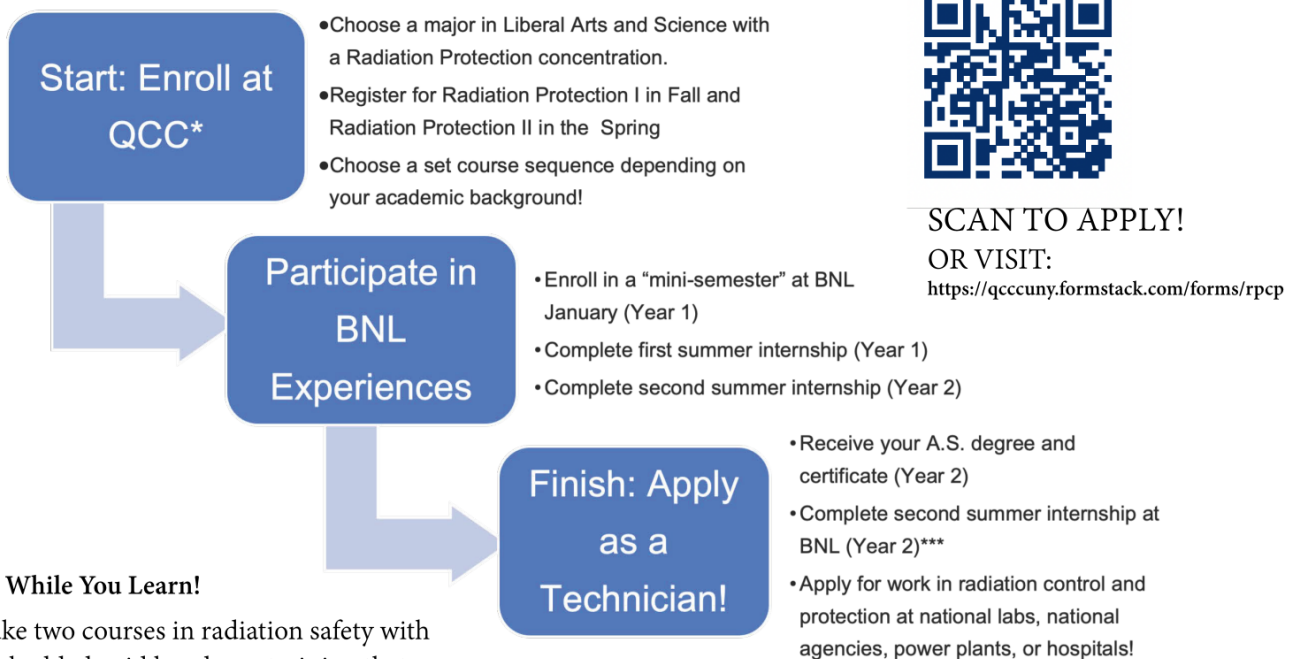 Start: Enroll at
QCC*
•Choose a major in Liberal Arts and Science with
a Radiation Protection concentration.
•Register for Radiation Protection I in Fall and
Radiation Protection II in the Spring
•Choose a set course sequence depending on
your academic background!
SCAN TO APPLY!
OR VISIT:
https://qcccuny.formstack.com/forms/rpcp
Participate in
BNL
Experiences
•Enroll in a “mini-semester” at BNL
January (Year 1)
•Complete first summer internship (Year 1)
•Complete second summer internship (Year 2)
Finish: Apply
as a
Technician!
•Receive your A.S. degree and
certificate (Year 2)
•Complete second summer internship at
BNL (Year 2)***
•Apply for work in radiation control and
protection at national labs, national
agencies, power plants, or hospitals!
While You Learn!
two courses in radiation safety with